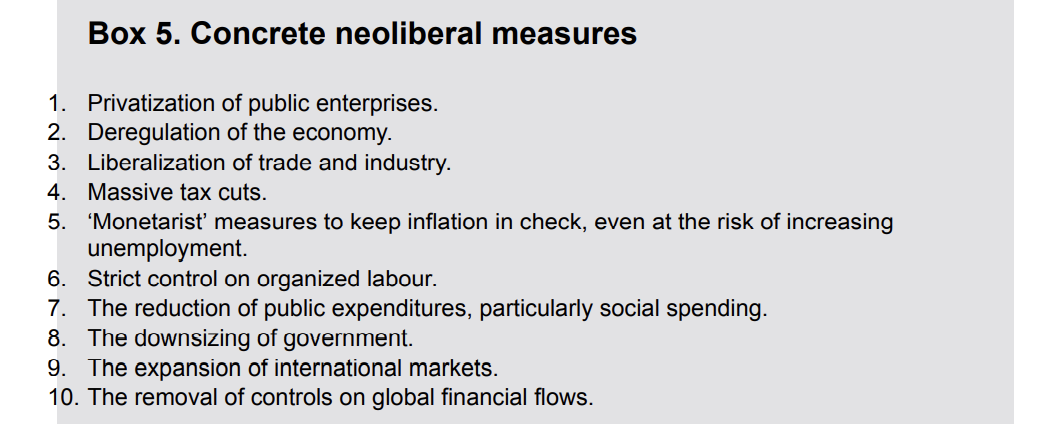 Box 5. Concrete neoliberal measures
1. Privatization of public enterprises.
2. Deregulation of the economy.
3. Liberalization of trade and industry.
4. Massive tax cuts.
5. ‘Monetarist’ measures to keep inflation in check, even at the risk of increasing
unemployment.
6. Strict control on organized labour.
7. The reduction of public expenditures, particularly social spending.
8. The downsizing of government.
9. The expansion of international markets.
10. The removal of controls on global financial flows.